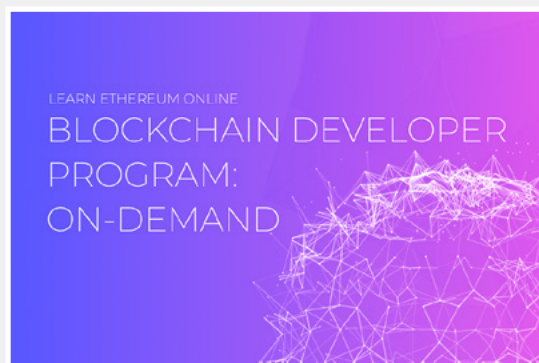 LEARN ETHEREUM ONLINE
BLOCKCHAIN DEVELOPER
PROGRAM:
ON-DEMAND